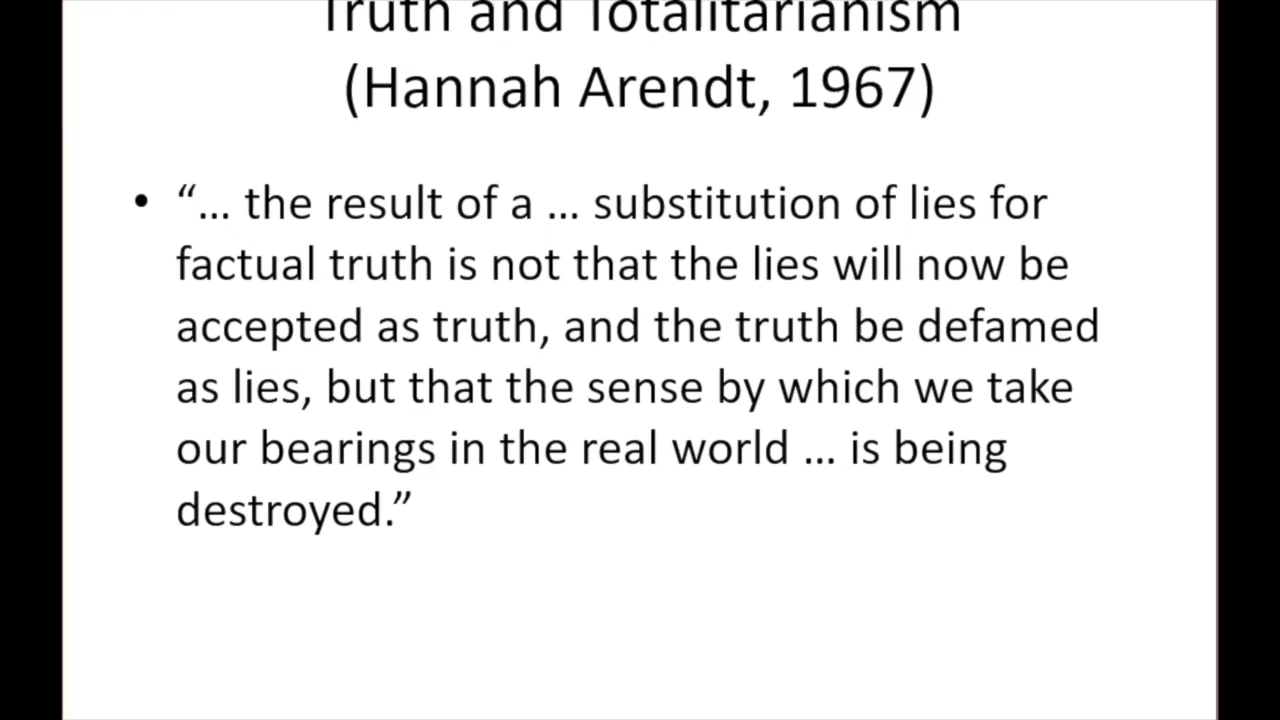 Truth and Totalitarianism
(Hannah Arendt, 1967)
• “… the result of a … substitution of lies for
factual truth is not that the lies will now be
accepted as truth, and the truth be defamed
as lies, but that the sense by which we take
our bearings in the real world … is being
destroyed.”